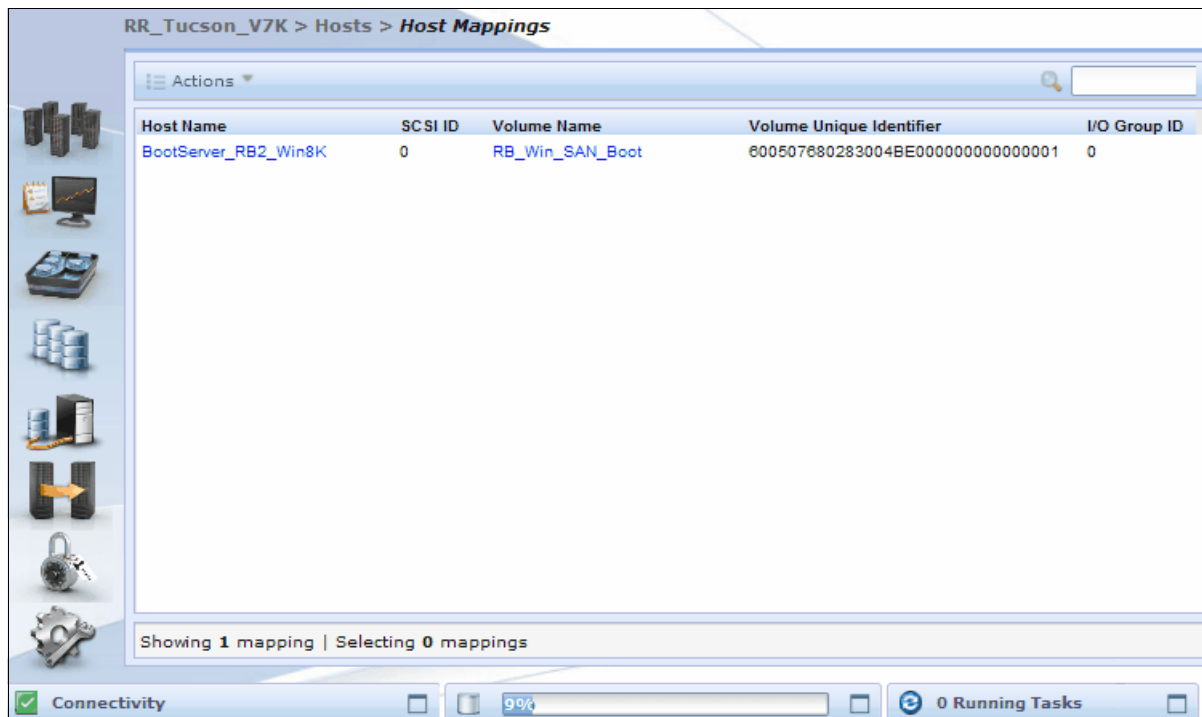 RR_Tucson_V7K > Hosts > Host Mappings
Actions
Host Name SCSI ID Volume Name Volume Unique Identifier I/O Group ID
BootServer_RB2_Win8K 0 RB_Win_SAN_Boot 600507680283004BE000000000000001 0
Showing 1 mapping | Selecting 0 mappings
Connectivity 9% 0 Running Tasks